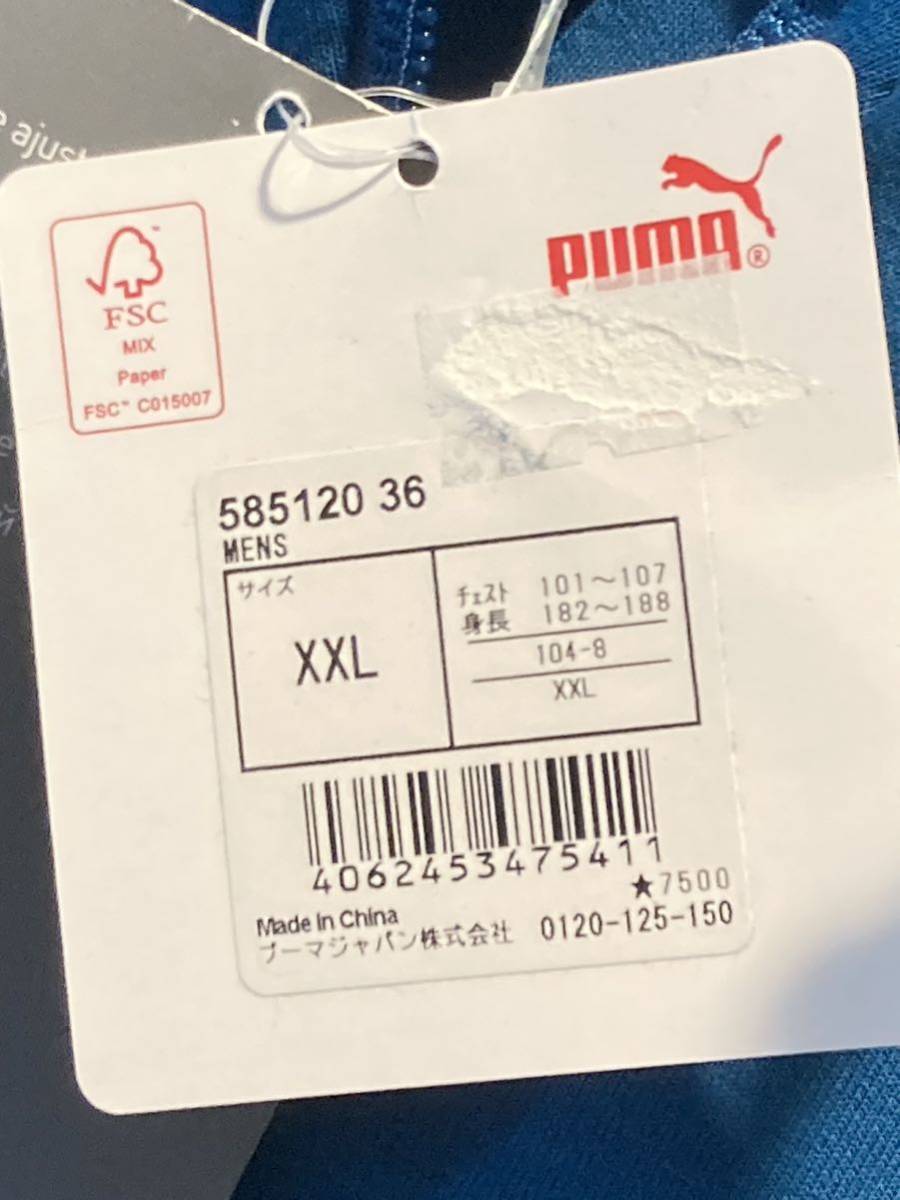 e ajust
PUMA®
FSC
MIX
Paper
FSC™ C015007
585120 36
MENS
サイズ
XXL
チェスト 101～107
身長 182～188
104-8
XXL
4062453475411
★7500
Made in China
プーマジャパン株式会社 0120-125-150